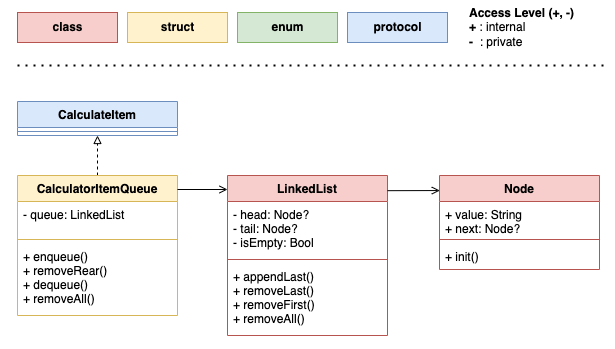 class
struct
enum
protocol
Access Level (+, -)
+ : internal
- : private
CalculateItem
CalculatorItemQueue
- queue: LinkedList
+ enqueue()
+ removeRear()
+ dequeue()
+ removeAll()
LinkedList
- head: Node?
- tail: Node?
- isEmpty: Bool
+ appendLast()
+ removeLast()
+ removeFirst()
+ removeAll()
Node
+ value: String
+ next: Node?
+ init()